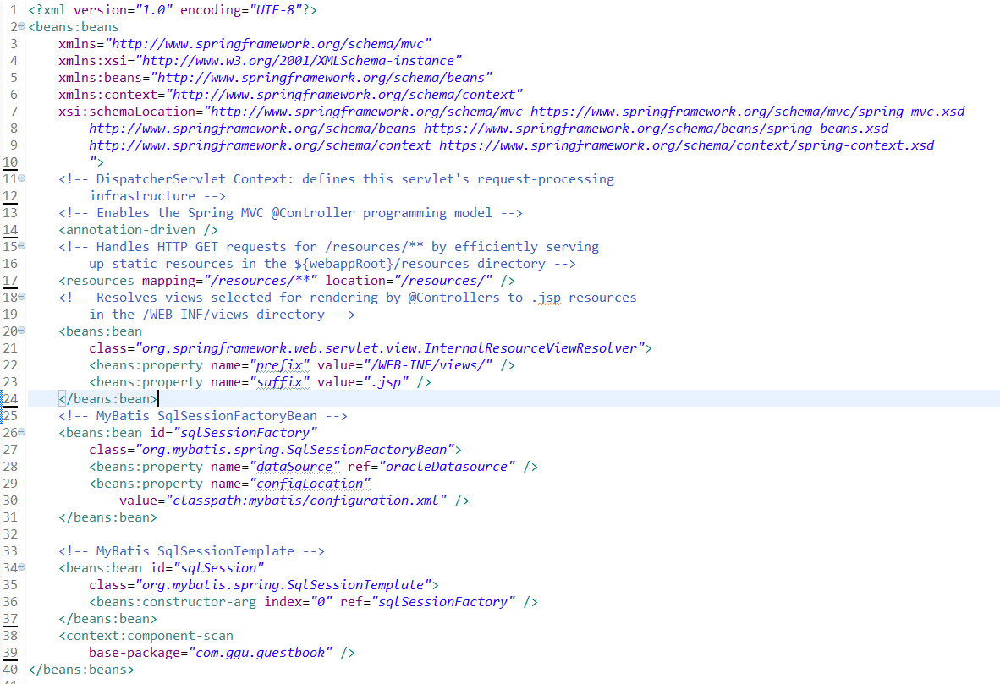 1 <?xml version="1.0" encoding="UTF-8"?>
2 <beans:beans
3     xmlns="http://www.springframework.org/schema/mvc"
4     xmlns:xsi="http://www.w3.org/2001/XMLSchema-instance"
5     xmlns:beans="http://www.springframework.org/schema/beans"
6     xmlns:context="http://www.springframework.org/schema/context"
7     xsi:schemaLocation="http://www.springframework.org/schema/mvc https://www.springframework.org/schema/mvc/spring-mvc.xsd
8         http://www.springframework.org/schema/beans https://www.springframework.org/schema/beans/spring-beans.xsd
9         http://www.springframework.org/schema/context https://www.springframework.org/schema/context/spring-context.xsd
10         ">
11     <!-- DispatcherServlet Context: defines this servlet's request-processing
12         infrastructure -->
13     <!-- Enables the Spring MVC @Controller programming model -->
14     <annotation-driven />
15     <!-- Handles HTTP GET requests for /resources/** by efficiently serving
16         up static resources in the ${webappRoot}/resources directory -->
17     <resources mapping="/resources/**" location="/resources/" />
18     <!-- Resolves views selected for rendering by @Controllers to .jsp resources
19         in the /WEB-INF/views directory -->
20     <beans:bean
21         class="org.springframework.web.servlet.view.InternalResourceViewResolver">
22         <beans:property name="prefix" value="/WEB-INF/views/" />
23         <beans:property name="suffix" value=".jsp" />
24     </beans:bean>
25     <!-- MyBatis SqlSessionFactoryBean -->
26     <beans:bean id="sqlSessionFactory"
27         class="org.mybatis.spring.SqlSessionFactoryBean">
28         <beans:property name="dataSource" ref="oracleDatasource" />
29         <beans:property name="configLocation"
30             value="classpath:mybatis/configuration.xml" />
31     </beans:bean>
32
33     <!-- MyBatis SqlSessionTemplate -->
34     <beans:bean id="sqlSession"
35         class="org.mybatis.spring.SqlSessionTemplate">
36         <beans:constructor-arg index="0" ref="sqlSessionFactory" />
37     </beans:bean>
38     <context:component-scan
39         base-package="com.ggu.guestbook" />
40 </beans:beans>